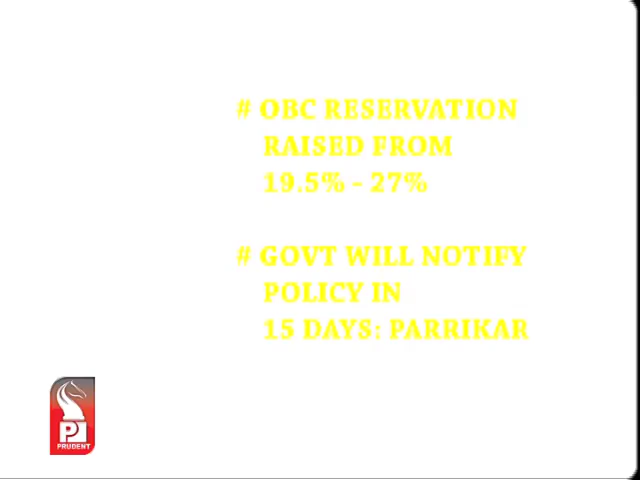 # OBC RESERVATION
RAISED FROM
19.5% - 27%
# GOVT WILL NOTIFY
POLICY IN
15 DAYS: PARRIKAR
P
PRUDENT